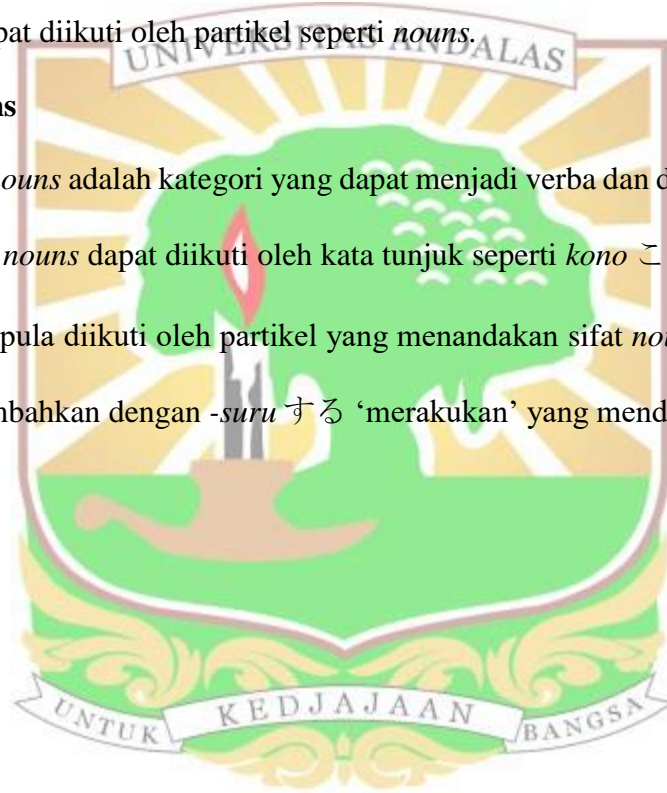 pat diikuti oleh partikel seperti nouns.
UNIVERSITAS ANDALAS
as
ouns adalah kategori yang dapat menjadi verba dan d
nouns dapat diikuti oleh kata tunjuk seperti kono こ
pula diikuti oleh partikel yang menandakan sifat nou
mbahkan dengan -suru する ‘merakukan’ yang mend
UNTUK KEDJAJAAN BANGSA